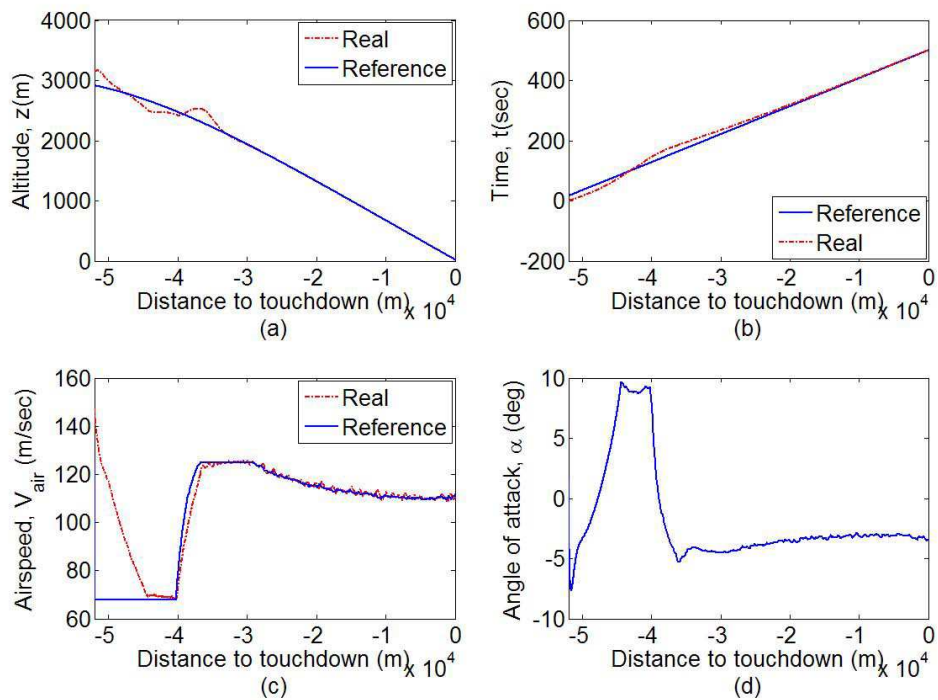 4000
3000
2000
1000
0
Altitude, z(m)
Real
Reference
-5 -4 -3 -2 -1 0
Distance to touchdown (m)
x 10^4
(a)
600
400
200
0
-200
Time, t(sec)
Reference
Real
-5 -4 -3 -2 -1 0
Distance to touchdown (m)
x 10^4
(b)
160
140
120
100
80
60
Airspeed, V_air (m/sec)
Real
Reference
-5 -4 -3 -2 -1 0
Distance to touchdown (m)
x 10^4
(c)
10
5
0
-5
-10
Angle of attack, α (deg)
-5 -4 -3 -2 -1 0
Distance to touchdown (m)
x 10^4
(d)